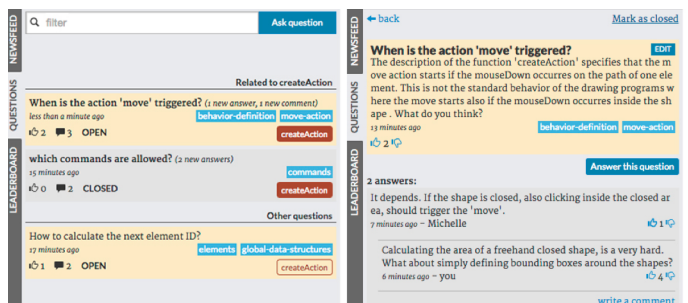 NEWSFEED
QUESTIONS
LEADERBOARD
filter
Ask question
Related to createAction
When is the action 'move' triggered? (1 new answer, 1 new comment)
less than a minute ago
behavior-definition move-action
2 3 OPEN
createAction
which commands are allowed? (2 new answers)
15 minutes ago
commands
0 2 CLOSED
createAction
Other questions
How to calculate the next element ID?
17 minutes ago
elements global-data-structures
1 2 OPEN
createAction
NEWSFEED
QUESTIONS
LEADERBOARD
back
Mark as closed
When is the action 'move' triggered?
EDIT
The description of the function 'createAction' specifies that the m
ove action starts if the mouseDown occurres on the path of one ele
ment. This is not the standard behavior of the drawing programs w
here the move starts also if the mouseDown occurres inside the sh
ape . What do you think?
13 minutes ago
behavior-definition move-action
2
Answer this question
2 answers:
It depends. If the shape is closed, also clicking inside the closed ar
ea, should trigger the 'move'.
7 minutes ago – Michelle
1
Calculating the area of a freehand closed shape, is a very hard.
What about simply defining bounding boxes around the shapes?
6 minutes ago – you
4
write a comment